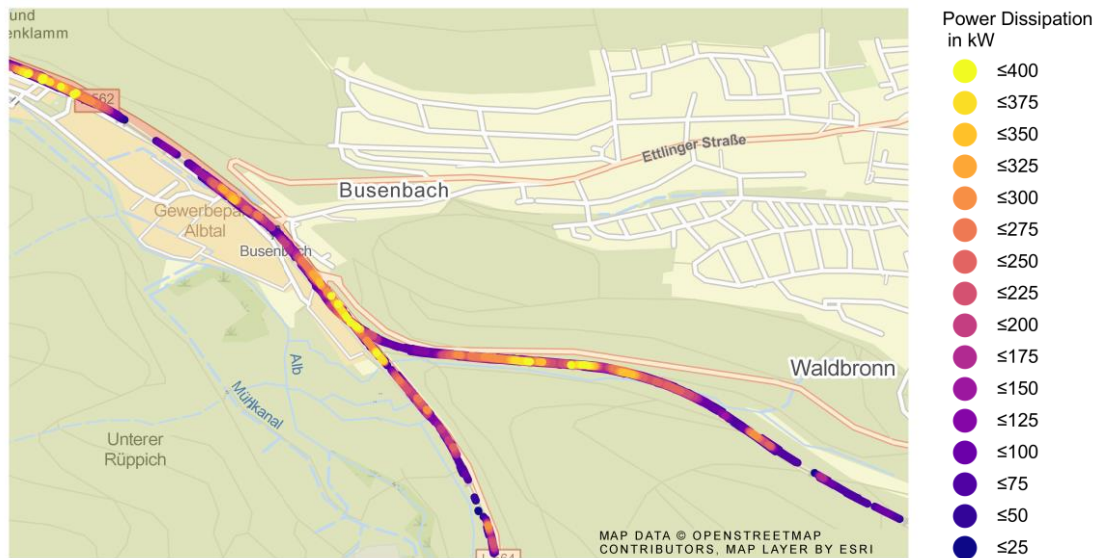 und
enklamm
562
Ettlinger Straße
Busenbach
Gewerbepa
Albtal
Busenbach
Alb
Mühlkanal
Waldbronn
Unterer
Rüppich
MAP DATA © OPENSTREETMAP
CONTRIBUTORS, MAP LAYER BY ESRI
Power Dissipation
in kW
≤400
≤375
≤350
≤325
≤300
≤275
≤250
≤225
≤200
≤175
≤150
≤125
≤100
≤75
≤50
≤25